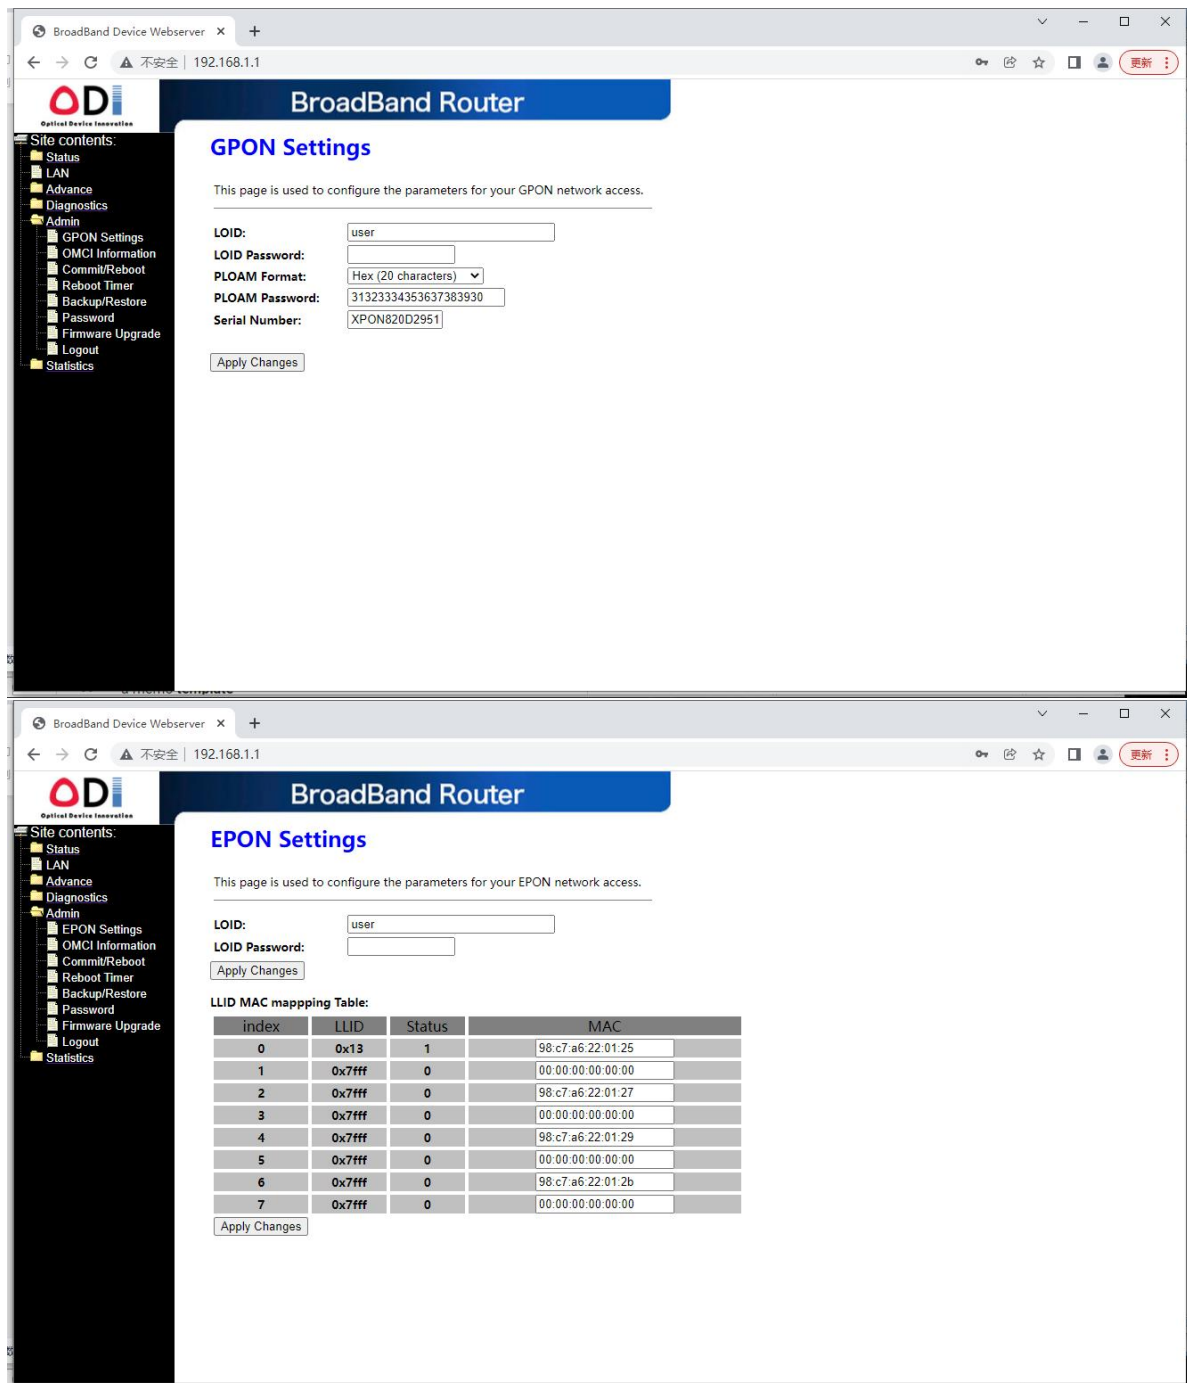 BroadBand Device Webserver
不安全 | 192.168.1.1
更新
ODi
Optical Device Innovation
BroadBand Router
Site contents:
Status
LAN
Advance
Diagnostics
Admin
GPON Settings
OMCI Information
Commit/Reboot
Reboot Timer
Backup/Restore
Password
Firmware Upgrade
Logout
Statistics
GPON Settings
This page is used to configure the parameters for your GPON network access.
LOID: user
LOID Password:
PLOAM Format: Hex (20 characters)
PLOAM Password: 31323334353637383930
Serial Number: XPON820D2951
Apply Changes
BroadBand Device Webserver
不安全 | 192.168.1.1
更新
ODi
Optical Device Innovation
BroadBand Router
Site contents:
Status
LAN
Advance
Diagnostics
Admin
EPON Settings
OMCI Information
Commit/Reboot
Reboot Timer
Backup/Restore
Password
Firmware Upgrade
Logout
Statistics
EPON Settings
This page is used to configure the parameters for your EPON network access.
LOID: user
LOID Password:
Apply Changes
LLID MAC mappping Table:
index LLID Status MAC
0 0x13 1 98:c7:a6:22:01:25
1 0x7fff 0 00:00:00:00:00:00
2 0x7fff 0 98:c7:a6:22:01:27
3 0x7fff 0 00:00:00:00:00:00
4 0x7fff 0 98:c7:a6:22:01:29
5 0x7fff 0 00:00:00:00:00:00
6 0x7fff 0 98:c7:a6:22:01:2b
7 0x7fff 0 00:00:00:00:00:00
Apply Changes